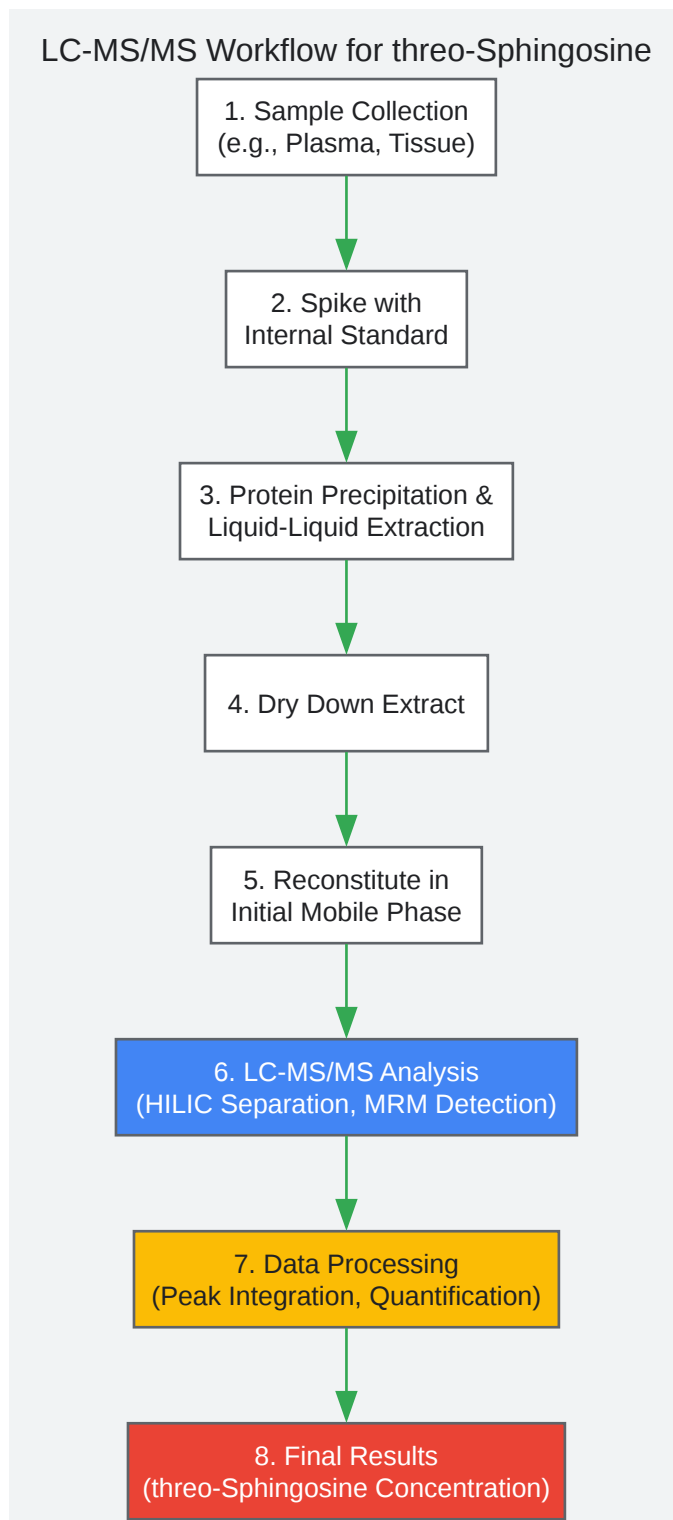 LC-MS/MS Workflow for threo-Sphingosine
1. Sample Collection
(e.g., Plasma, Tissue)
2. Spike with
Internal Standard
3. Protein Precipitation &
Liquid-Liquid Extraction
4. Dry Down Extract
5. Reconstitute in
Initial Mobile Phase
6. LC-MS/MS Analysis
(HILIC Separation, MRM Detection)
7. Data Processing
(Peak Integration, Quantification)
8. Final Results
(threo-Sphingosine Concentration)